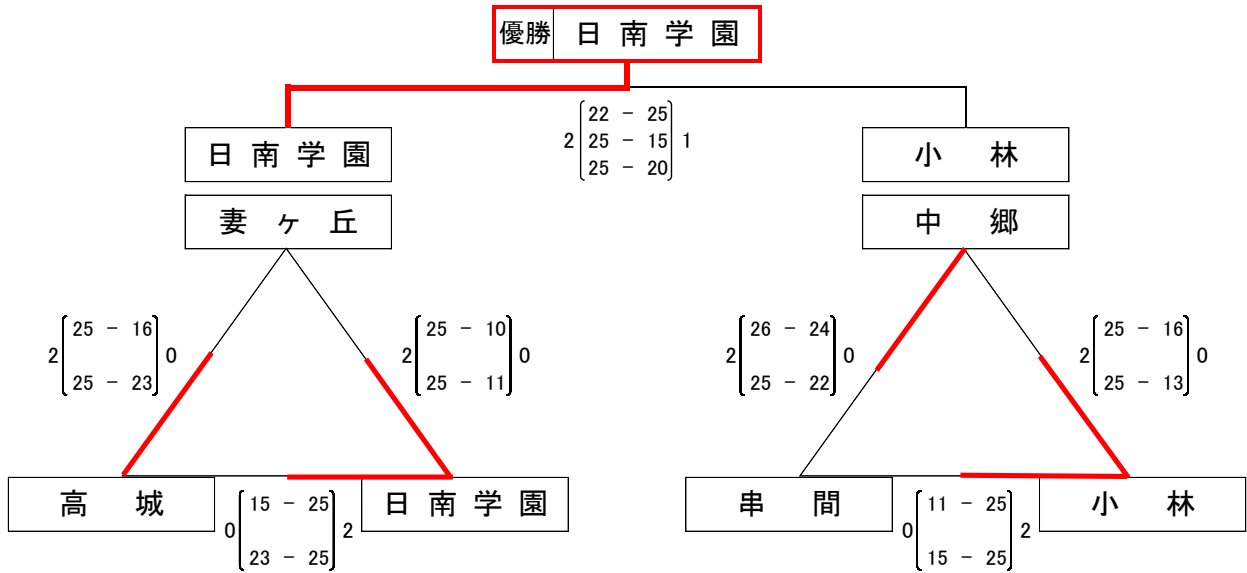 優勝 日南学園
22 － 25
2 25 － 15 1
25 － 20
日南学園
小林
妻ヶ丘
中郷
25 － 16
2 0
25 － 23
25 － 10
2 0
25 － 11
26 － 24
2 0
25 － 22
25 － 16
2 0
25 － 13
高城
15 － 25
0 2
23 － 25
日南学園
串間
11 － 25
0 2
15 － 25
小林